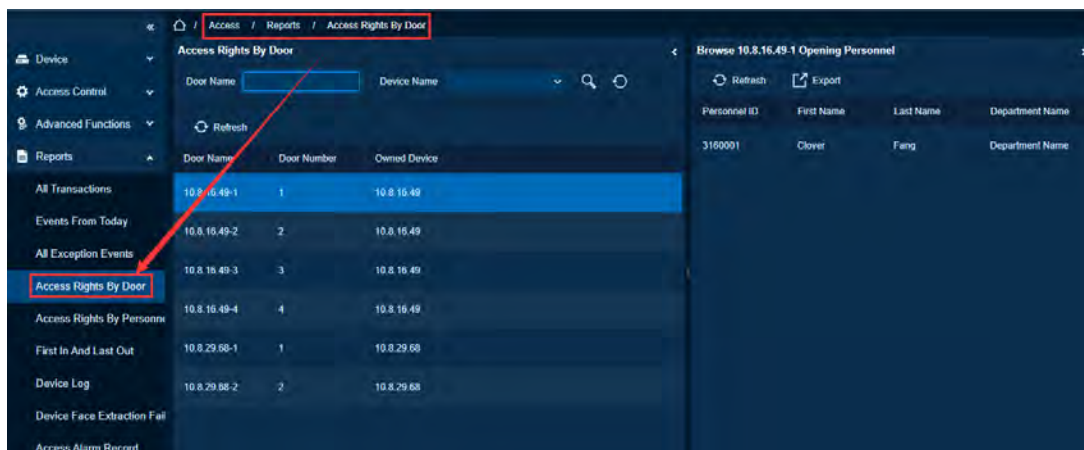 « / Access / Reports / Access Rights By Door
Device
Access Control
Advanced Functions
Reports
All Transactions
Events From Today
All Exception Events
Access Rights By Door
Access Rights By Personne
First In And Last Out
Device Log
Device Face Extraction Fail
Access Alarm Record
Access Rights By Door
Door Name Device Name
Refresh
Door Name Door Number Owned Device
10.8.16.49-1 1 10.8.16.49
10.8.16.49-2 2 10.8.16.49
10.8.16.49-3 3 10.8.16.49
10.8.16.49-4 4 10.8.16.49
10.8.29.68-1 1 10.8.29.68
10.8.29.68-2 2 10.8.29.68
Browse 10.8.16.49-1 Opening Personnel
Refresh Export
Personnel ID First Name Last Name Department Name
3160001 Clover Fang Department Name